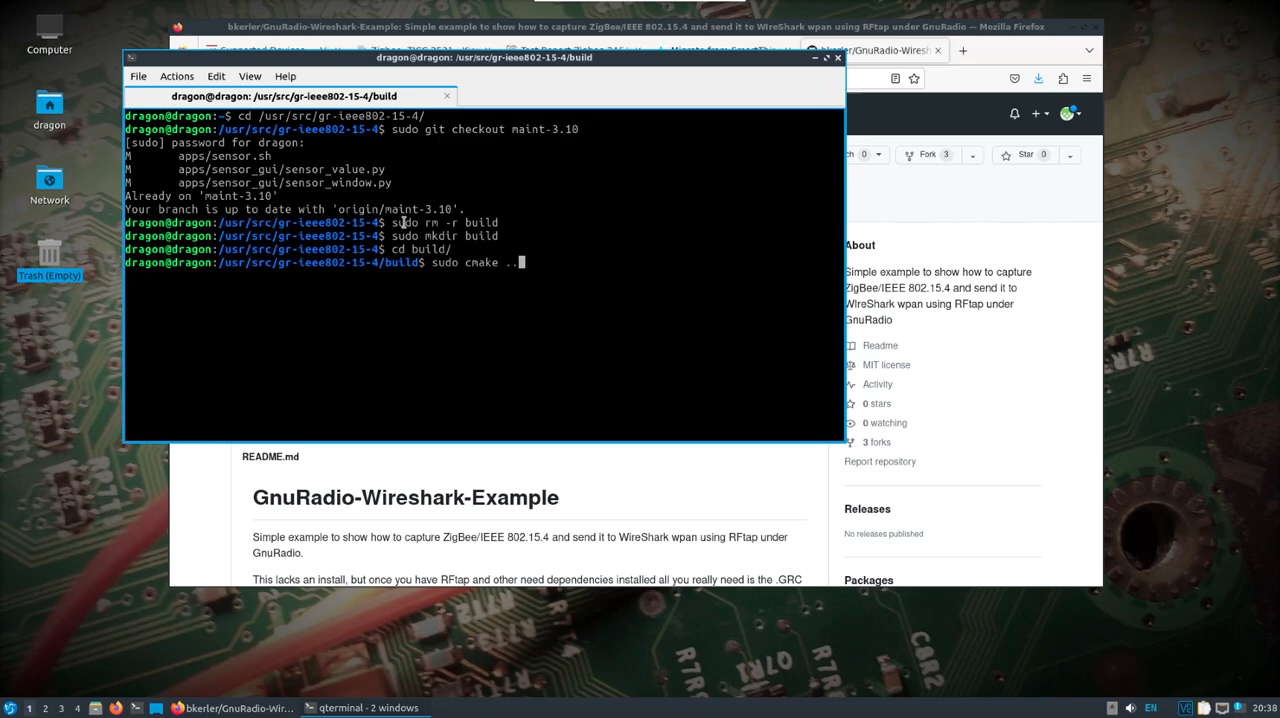 Computer
dragon
Network
Trash (Empty)
bkerler/GnuRadio-Wireshark-Example: Simple example to show how to capture ZigBee/IEEE 802.15.4 and send it to WireShark wpan using RFtap under GnuRadio — Mozilla Firefox
bkerler/GnuRadio-Wiresh
dragon@dragon: /usr/src/gr-ieee802-15-4/build
File Actions Edit View Help
dragon@dragon: /usr/src/gr-ieee802-15-4/build
dragon@dragon:~$ cd /usr/src/gr-ieee802-15-4/
dragon@dragon:/usr/src/gr-ieee802-15-4$ sudo git checkout maint-3.10
[sudo] password for dragon:
M apps/sensor.sh
M apps/sensor_gui/sensor_value.py
M apps/sensor_gui/sensor_window.py
Already on 'maint-3.10'
Your branch is up to date with 'origin/maint-3.10'.
dragon@dragon:/usr/src/gr-ieee802-15-4$ sudo rm -r build
dragon@dragon:/usr/src/gr-ieee802-15-4$ sudo mkdir build
dragon@dragon:/usr/src/gr-ieee802-15-4$ cd build/
dragon@dragon:/usr/src/gr-ieee802-15-4/build$ sudo cmake ..
ch 0 Fork 3 Star 0
About
Simple example to show how to capture
ZigBee/IEEE 802.15.4 and send it to
WIreShark wpan using RFtap under
GnuRadio
Readme
MIT license
Activity
0 stars
0 watching
3 forks
Report repository
Releases
No releases published
Packages
README.md
GnuRadio-Wireshark-Example
Simple example to show how to capture ZigBee/IEEE 802.15.4 and send it to WireShark wpan using RFtap under
GnuRadio.
This lacks an install, but once you have RFtap and other need dependencies installed all you really need is the .GRC
R7R
Q7RI
C8R2
1 2 3 4 bkerler/GnuRadio-Wir... qterminal - 2 windows EN 20:38